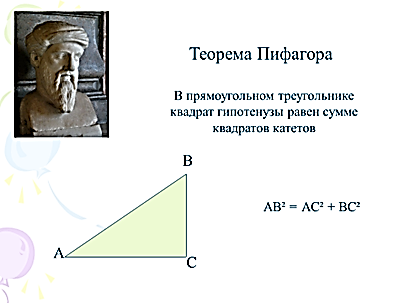 Теорема Пифагора
В прямоугольном треугольнике
квадрат гипотенузы равен сумме
квадратов катетов
B
AB² = AC² + BC²
A
C